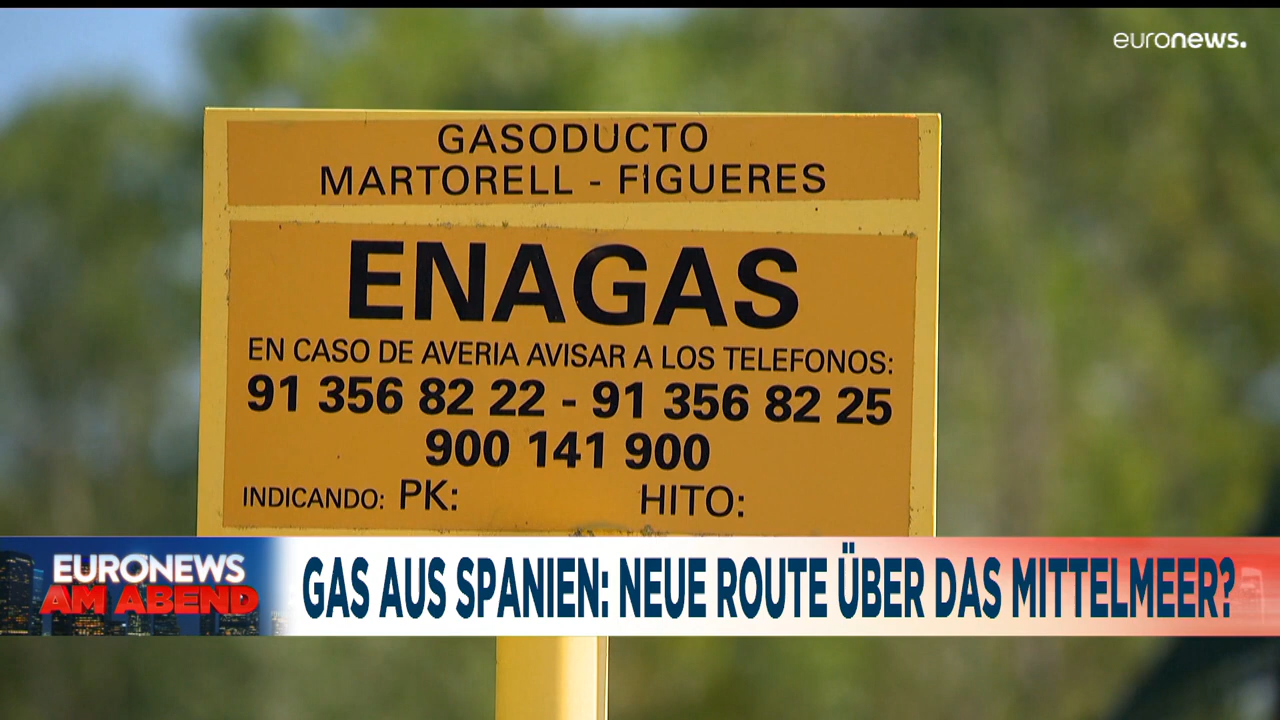 euronews.
GASODUCTO
MARTORELL - FIGUERES
ENAGAS
EN CASO DE AVERIA AVISAR A LOS TELEFONOS:
91 356 82 22 - 91 356 82 25
900 141 900
INDICANDO: PK: HITO:
EURONEWS
AM ABEND
GAS AUS SPANIEN: NEUE ROUTE ÜBER DAS MITTELMEER?